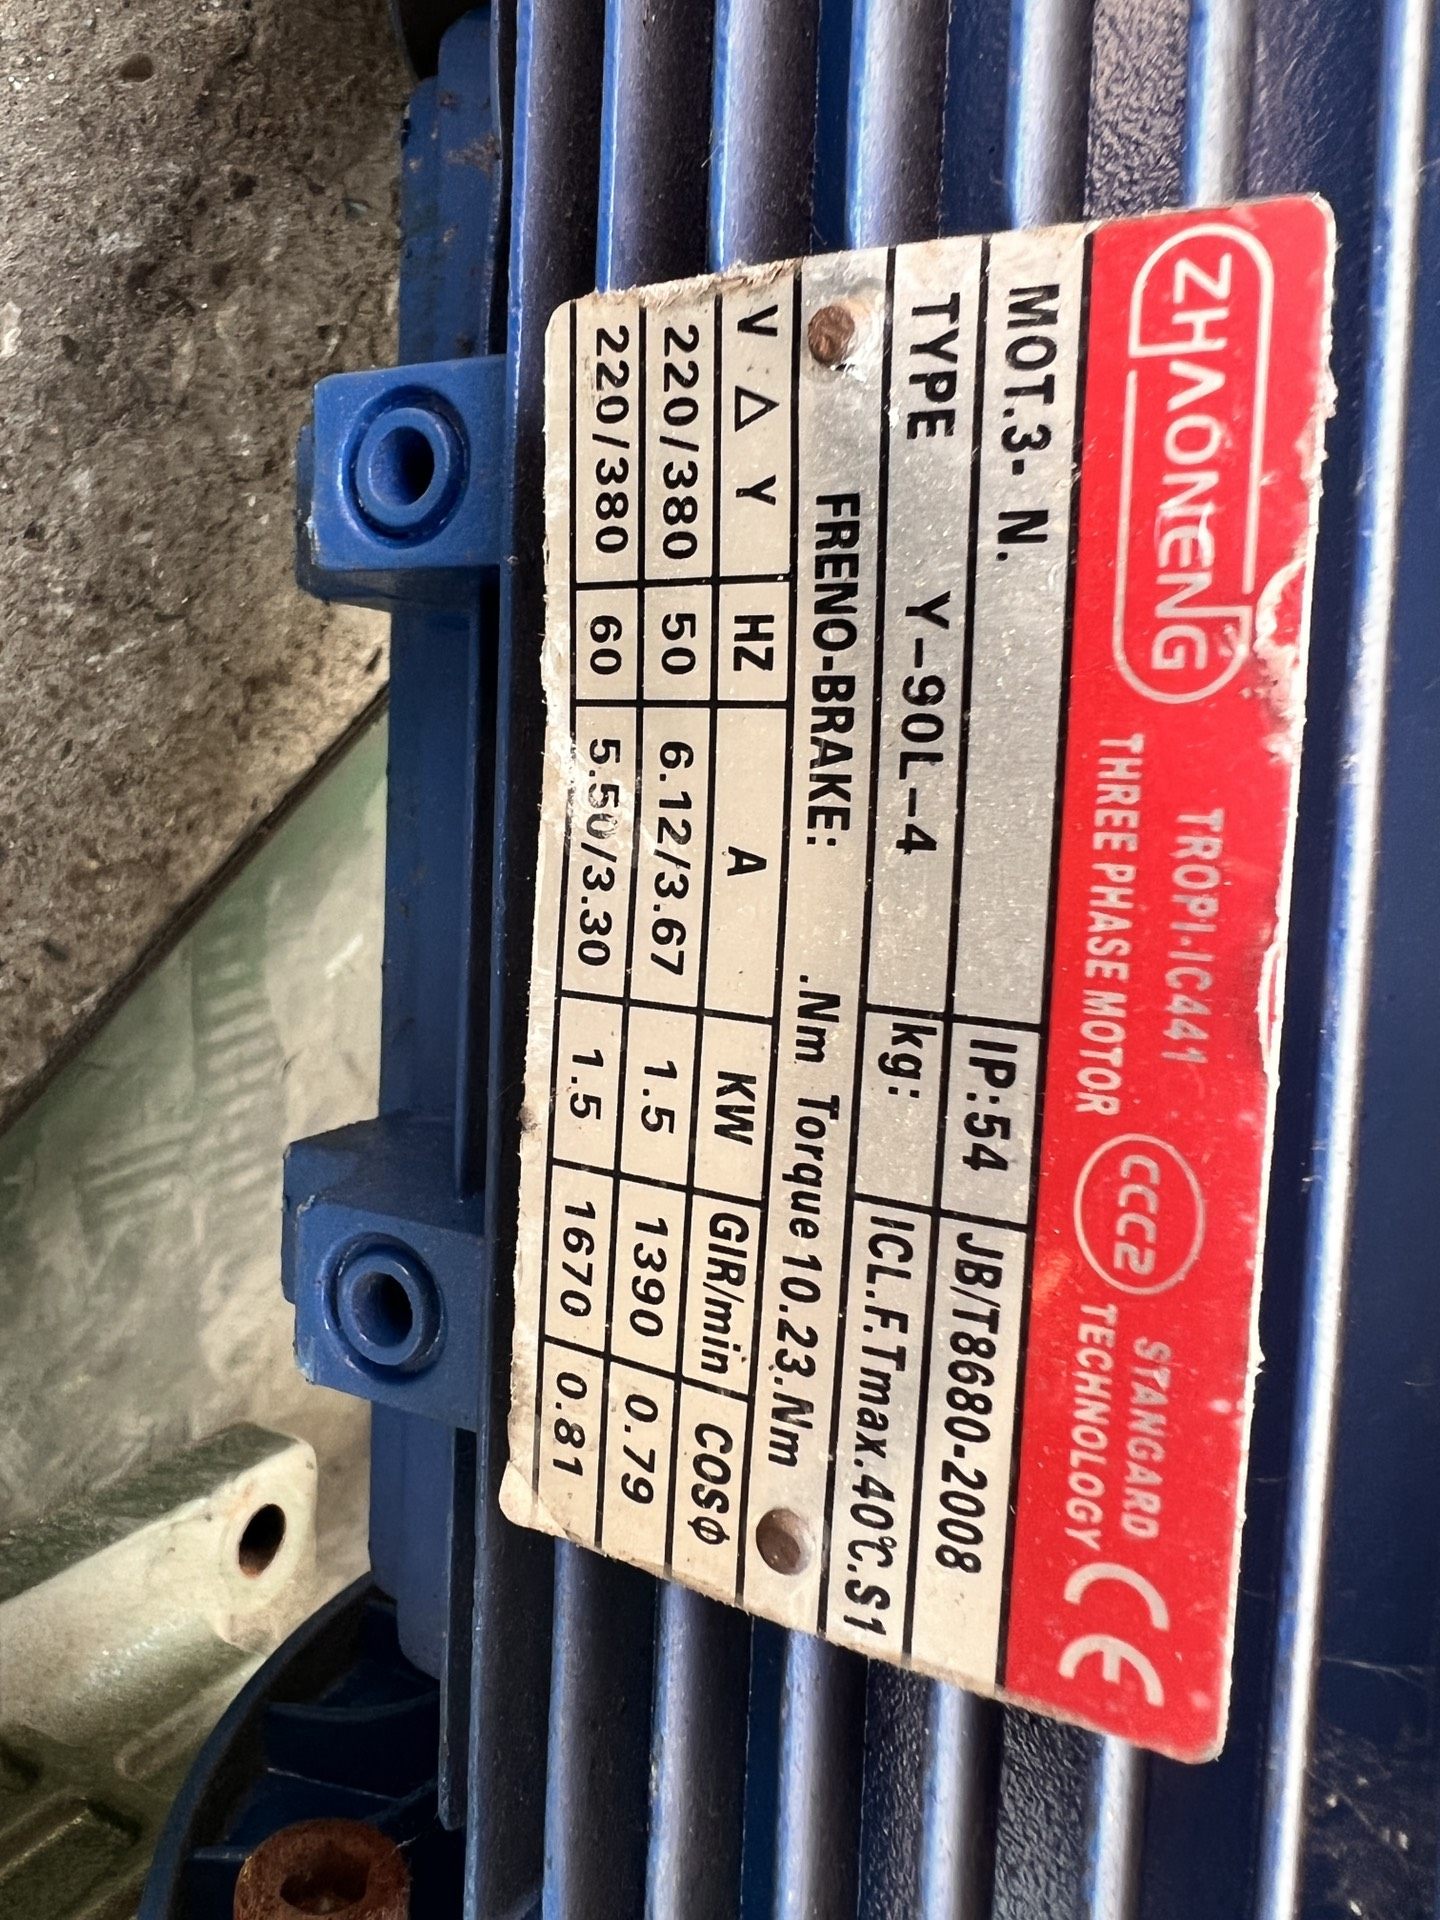 ZHAONENG TROPI·IC441 THREE PHASE MOTOR CCC2 STANGARD TECHNOLOGY CE
MOT.3- N. IP:54 JB/T8680-2008
TYPE Y-90L-4 kg: ICL.F.Tmax.40℃.S1
FRENO-BRAKE: .Nm Torque 10.23.Nm
V △ Y HZ A KW GIR/min COSϕ
220/380 50 6.12/3.67 1.5 1390 0.79
220/380 60 5.50/3.30 1.5 1670 0.81